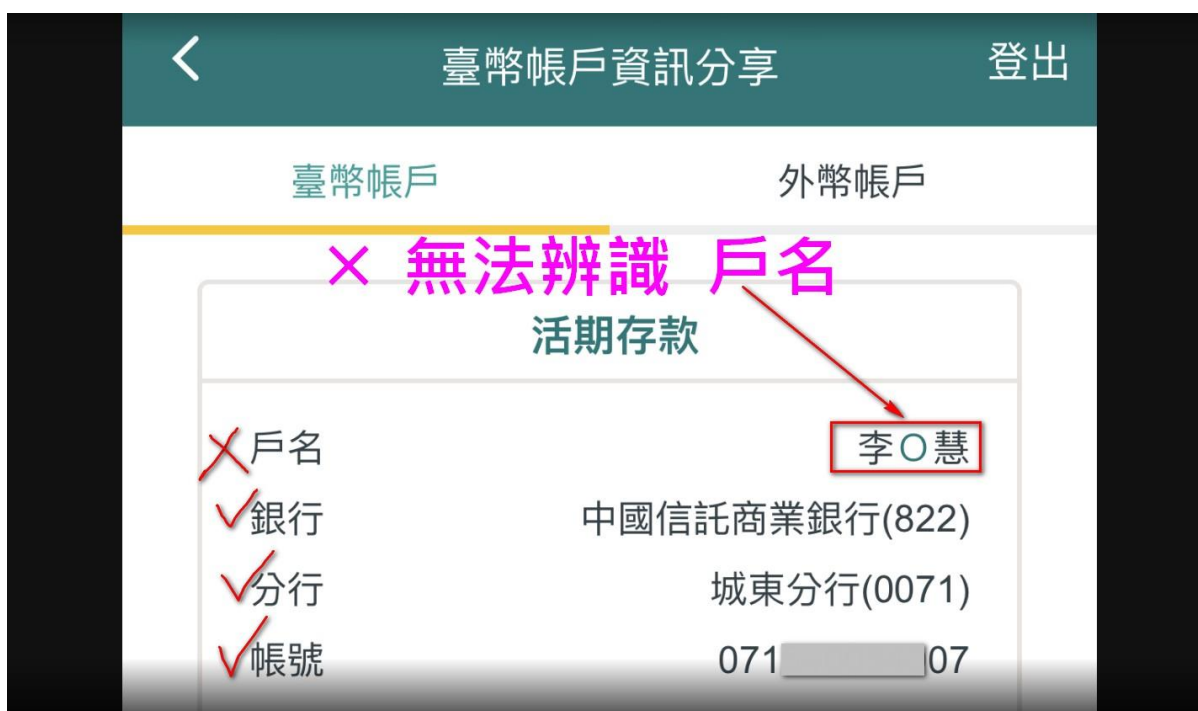 臺幣帳戶資訊分享 登出
臺幣帳戶 外幣帳戶
× 無法辨識 戶名
活期存款
戶名 李O慧
銀行 中國信託商業銀行(822)
分行 城東分行(0071)
帳號 071 07